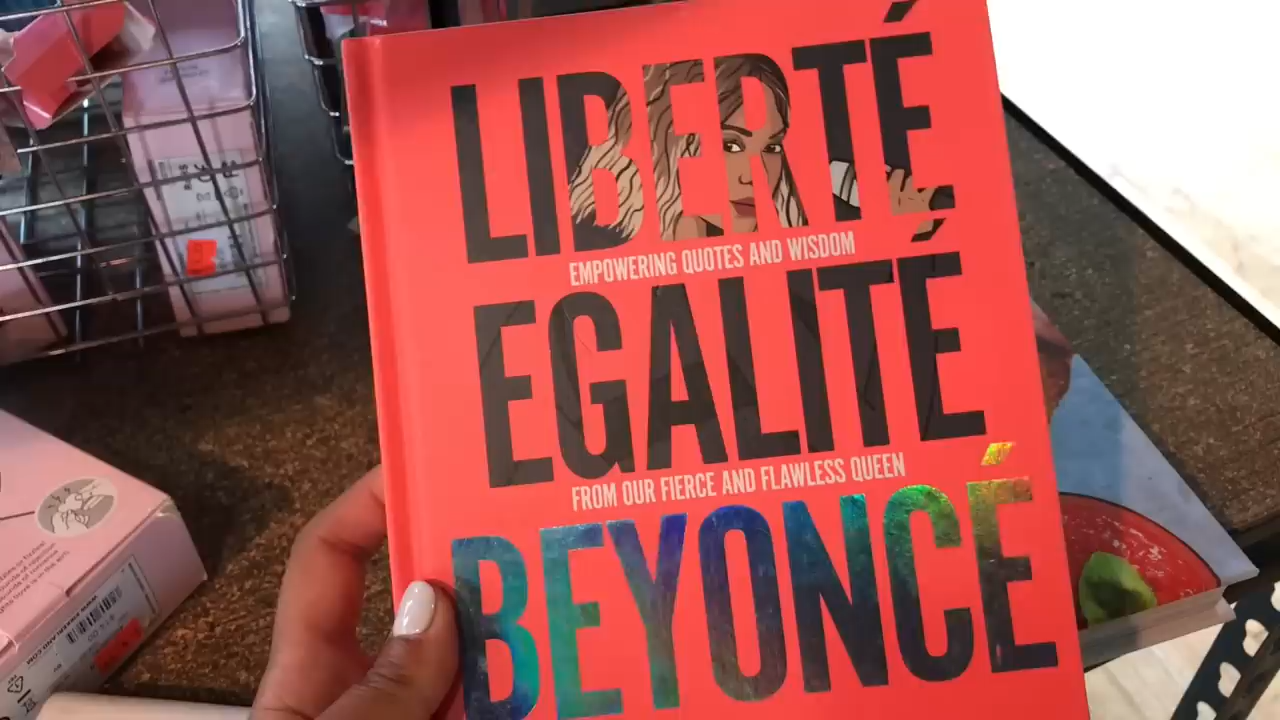 LIBERTÉ
EMPOWERING QUOTES AND WISDOM
EGALITÉ
FROM OUR FIERCE AND FLAWLESS QUEEN
BEYONCÉ